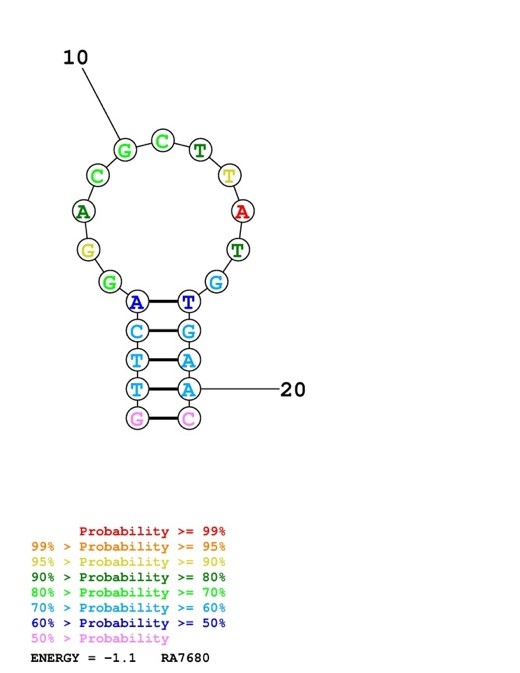 10
G C T
C T
A A
G T
G G
A T
C G
T A
T A 20
G C
Probability >= 99%
99% > Probability >= 95%
95% > Probability >= 90%
90% > Probability >= 80%
80% > Probability >= 70%
70% > Probability >= 60%
60% > Probability >= 50%
50% > Probability
ENERGY = -1.1 RA7680